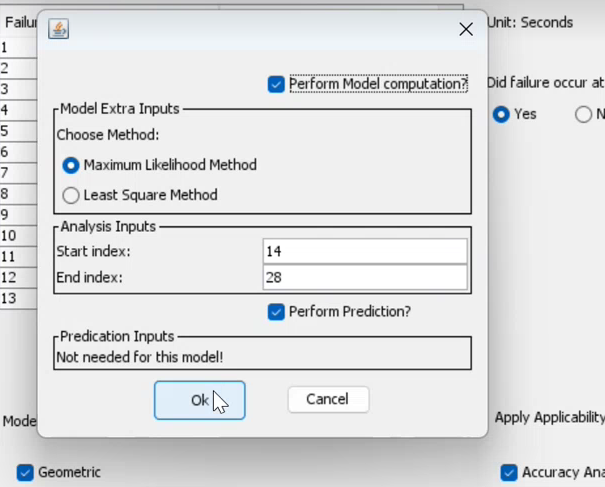 Failur
Unit: Seconds
1
2
3
4
5
6
7
8
9
10
11
12
13
Perform Model computation?
Did failure occur at
Yes
N
Model Extra Inputs
Choose Method:
Maximum Likelihood Method
Least Square Method
Analysis Inputs
Start index: 14
End index: 28
Perform Prediction?
Predication Inputs
Not needed for this model!
Ok
Cancel
Mode
Apply Applicability
Geometric
Accuracy Ana